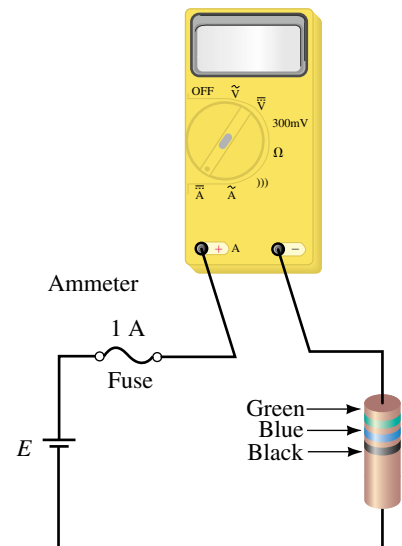 OFF Ṽ V
300mV
Ω
)))
A Ã
+ A −
Ammeter
1 A
Fuse
E
Green
Blue
Black